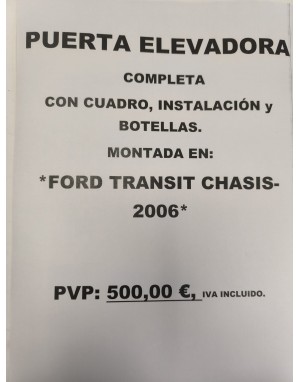 PUERTA ELEVADORA
COMPLETA
CON CUADRO, INSTALACIÓN y
BOTELLAS.
MONTADA EN:
*FORD TRANSIT CHASIS-
2006*
PVP: 500,00 €, IVA INCLUIDO.